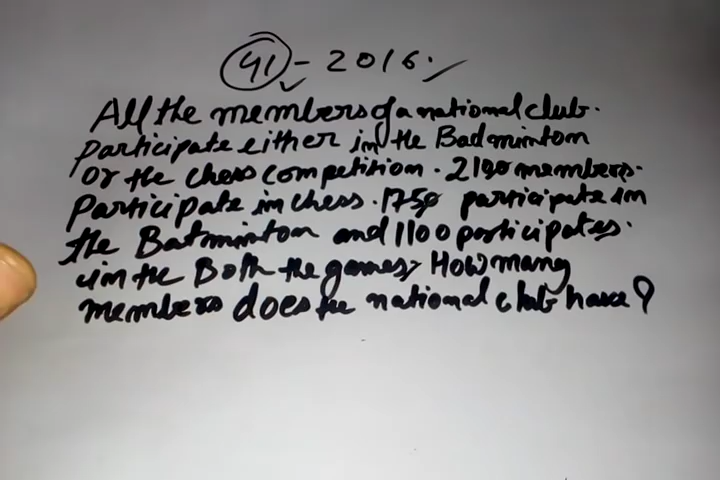 41 - 2016.
All the members of a national club.
Participate either in the Badminton
Or the chess competition. 2100 members.
Participate in chess. 1750 participate in
the Batminton and 1100 participates.
in the Both the games, How many
members does the national club have?